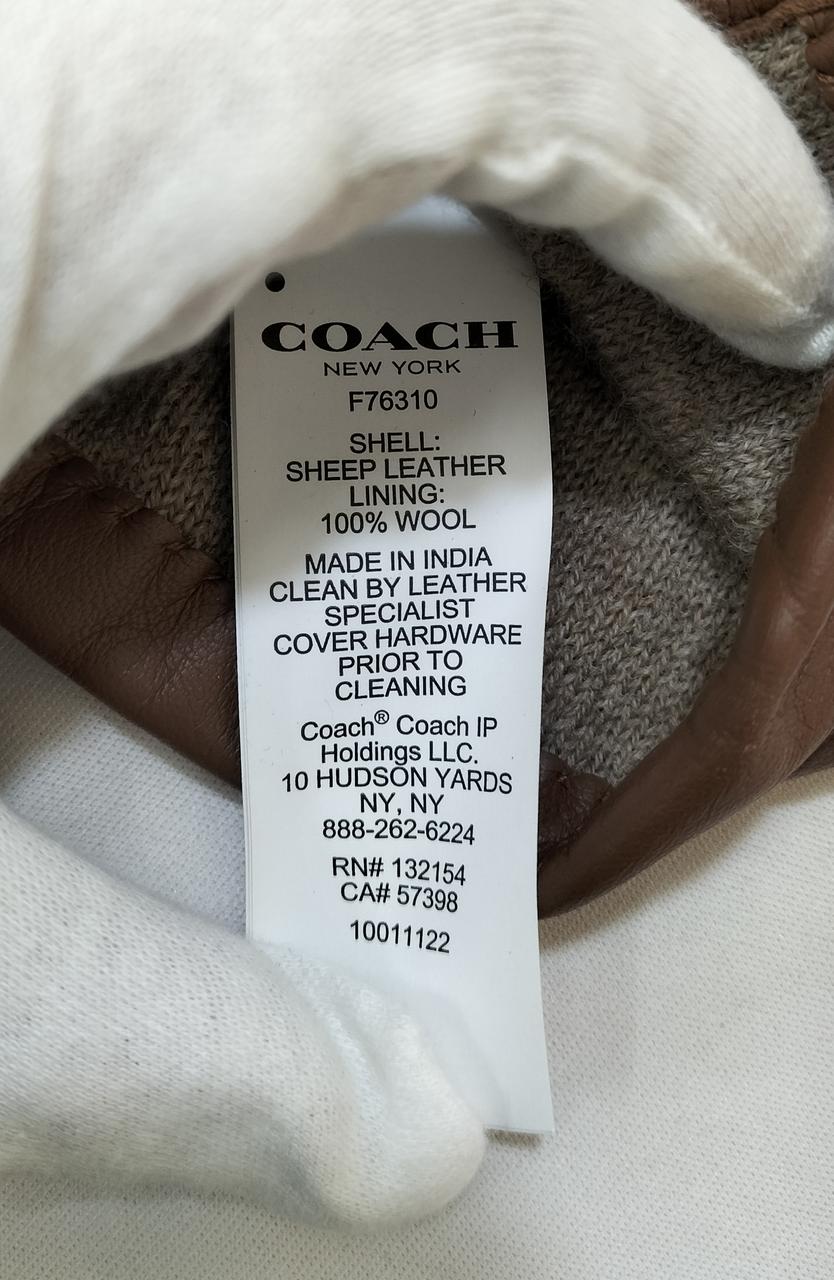 COACH
NEW YORK
F76310
SHELL:
SHEEP LEATHER
LINING:
100% WOOL
MADE IN INDIA
CLEAN BY LEATHER
SPECIALIST
COVER HARDWARE
PRIOR TO
CLEANING
Coach® Coach IP
Holdings LLC.
10 HUDSON YARDS
NY, NY
888-262-6224
RN# 132154
CA# 57398
10011122